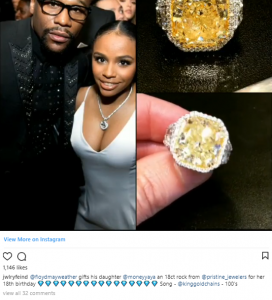 View More on Instagram
1,146 likes
jwlryfeind @floydmayweather gifts his daughter @moneyyaya an 18ct rock from @pristine_jewelers for her
18th birthday 💎💎💎💎💎💎💎💎💎💎💎💎💎💎💎💎 Song - @kinggoldchains - 100's
view all 32 comments